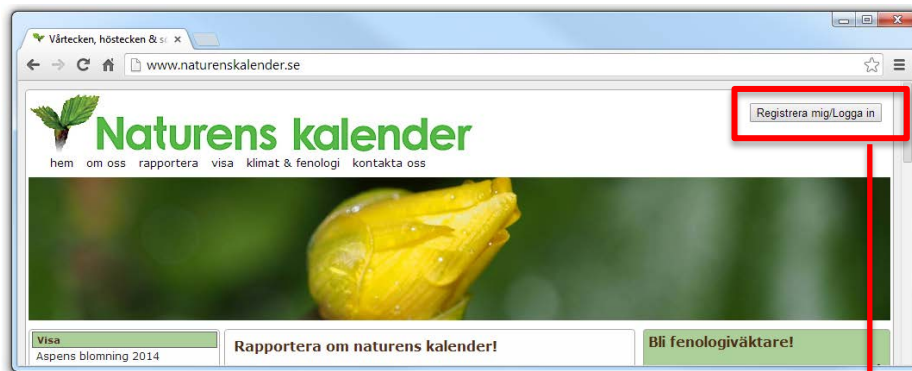 Vårtecken, höstecken & sc
www.naturenskalender.se
Registrera mig/Logga in
Naturens kalender
hem om oss rapportera visa klimat & fenologi kontakta oss
Visa
Aspens blomning 2014
Rapportera om naturens kalender!
Bli fenologiväktare!